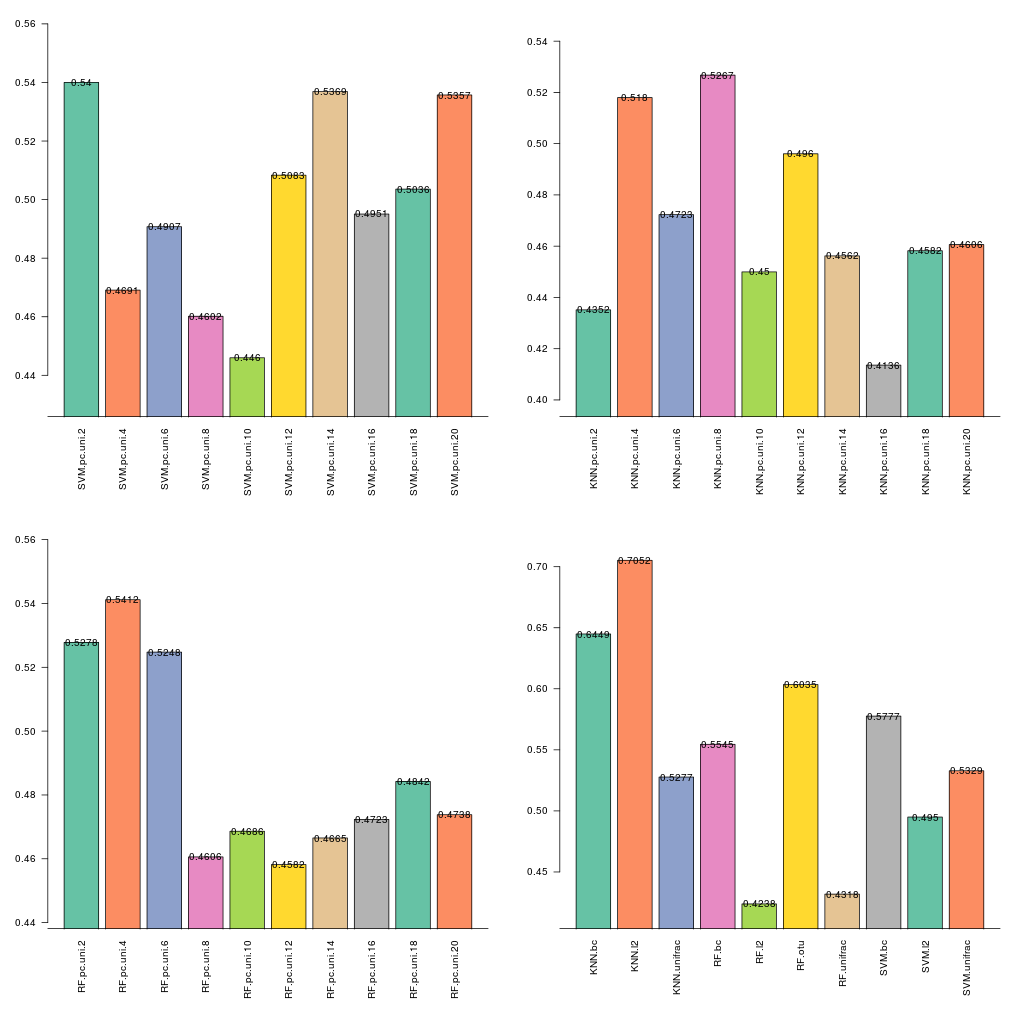 0.56
0.54
0.52
0.50
0.48
0.46
0.44
0.54
0.4691
0.4907
0.4602
0.446
0.5083
0.5369
0.4951
0.5036
0.5357
SVM.pc.uni.2
SVM.pc.uni.4
SVM.pc.uni.6
SVM.pc.uni.8
SVM.pc.uni.10
SVM.pc.uni.12
SVM.pc.uni.14
SVM.pc.uni.16
SVM.pc.uni.18
SVM.pc.uni.20
0.54
0.52
0.50
0.48
0.46
0.44
0.42
0.40
0.4352
0.518
0.4723
0.5267
0.45
0.496
0.4562
0.4136
0.4582
0.4606
KNN.pc.uni.2
KNN.pc.uni.4
KNN.pc.uni.6
KNN.pc.uni.8
KNN.pc.uni.10
KNN.pc.uni.12
KNN.pc.uni.14
KNN.pc.uni.16
KNN.pc.uni.18
KNN.pc.uni.20
0.56
0.54
0.52
0.50
0.48
0.46
0.44
0.5278
0.5412
0.5248
0.4606
0.4686
0.4582
0.4665
0.4723
0.4842
0.4738
RF.pc.uni.2
RF.pc.uni.4
RF.pc.uni.6
RF.pc.uni.8
RF.pc.uni.10
RF.pc.uni.12
RF.pc.uni.14
RF.pc.uni.16
RF.pc.uni.18
RF.pc.uni.20
0.70
0.65
0.60
0.55
0.50
0.45
0.6449
0.7052
0.5277
0.5545
0.4238
0.6035
0.4318
0.5777
0.495
0.5329
KNN.bc
KNN.l2
KNN.unifrac
RF.bc
RF.l2
RF.otu
RF.unifrac
SVM.bc
SVM.l2
SVM.unifrac